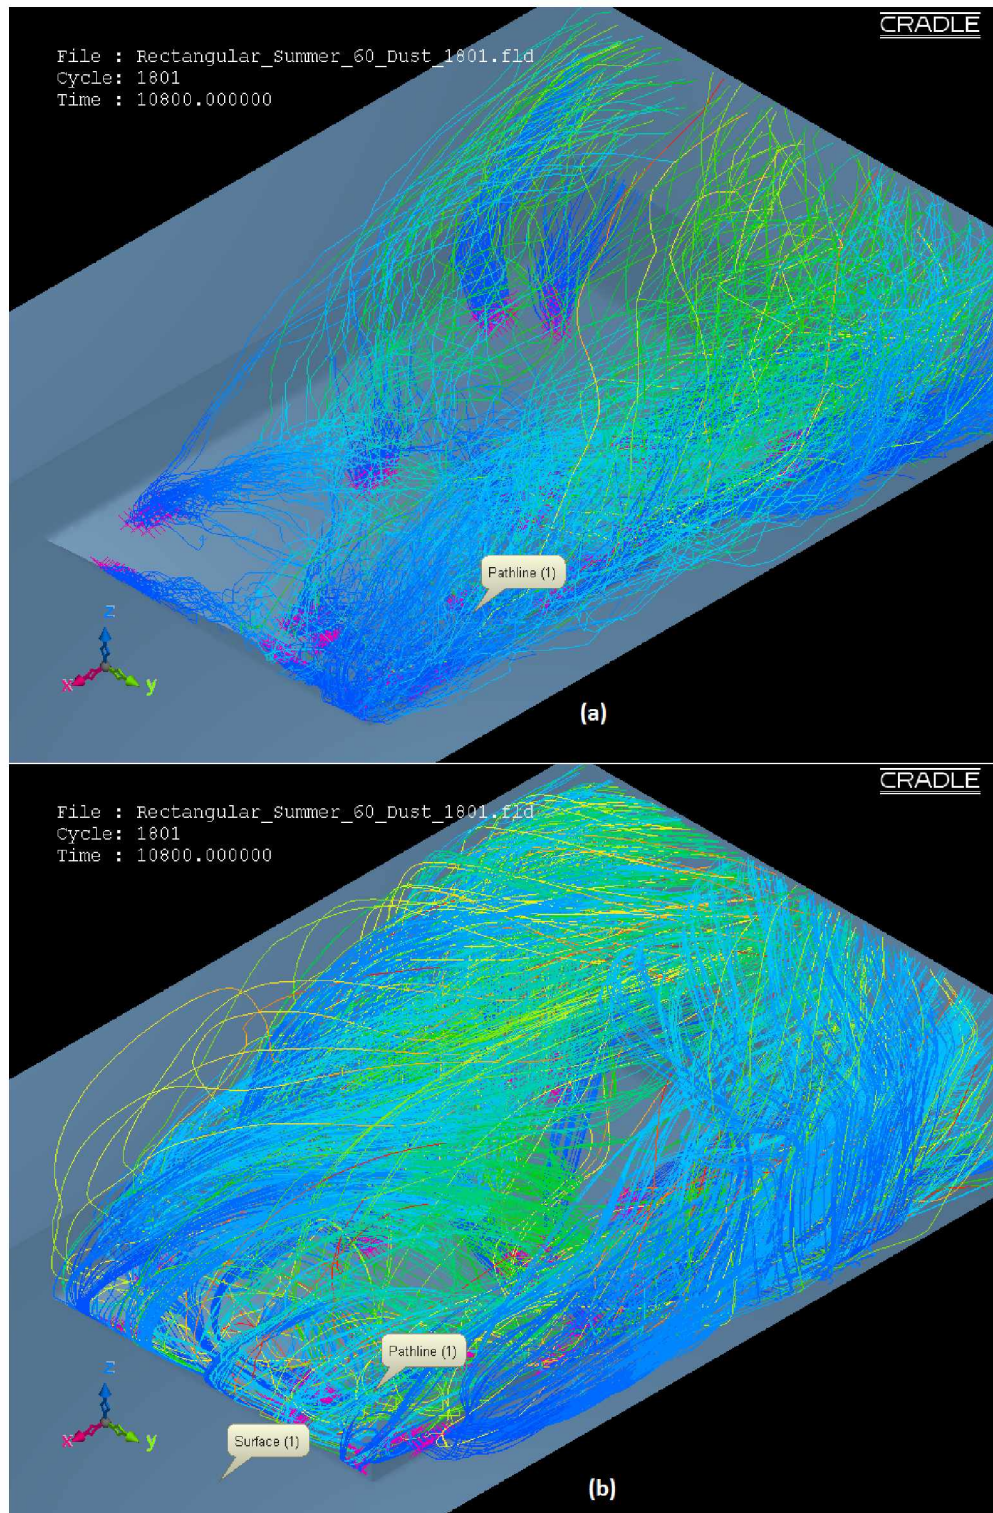 CRADLE
File : Rectangular_Summer_60_Dust_1801.fld
Cycle: 1801
Time : 10800.000000
Pathline (1)
z
x
y
(a)
CRADLE
File : Rectangular_Summer_60_Dust_1801.fld
Cycle: 1801
Time : 10800.000000
Pathline (1)
z
x
y
Surface (1)
(b)